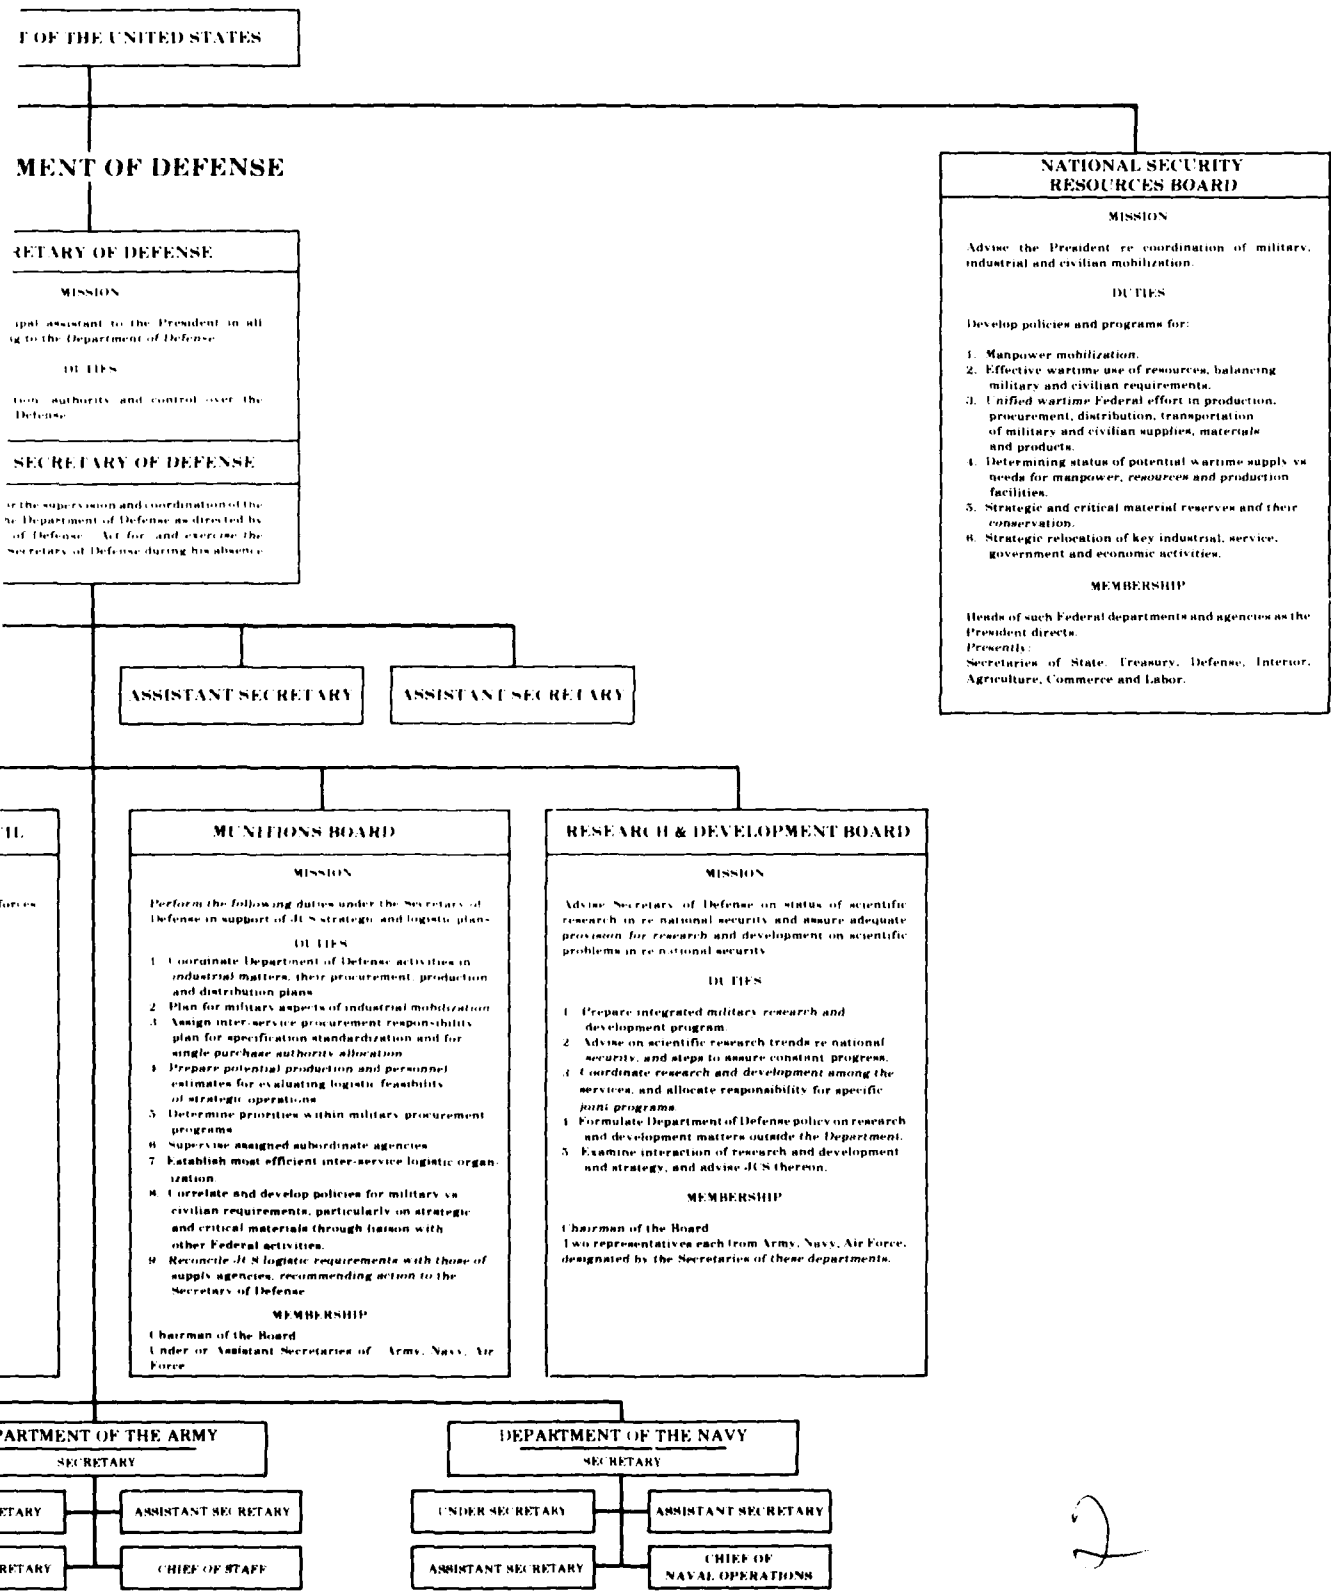 T OF THE UNITED STATES
MENT OF DEFENSE
RETARY OF DEFENSE
MISSION
ipal assistant to the President in all
ig to the Department of Defense
DUTIES
tion authority and control over the
Defense
SECRETARY OF DEFENSE
or the supervision and coordination of the
he Department of Defense as directed by
of Defense Act for and exercise the
Secretary of Defense during his absence
NATIONAL SECURITY
RESOURCES BOARD
MISSION
Advise the President re coordination of military,
industrial and civilian mobilization.
DUTIES
Develop policies and programs for:
1. Manpower mobilization.
2. Effective wartime use of resources, balancing
military and civilian requirements.
3. Unified wartime Federal effort in production,
procurement, distribution, transportation
of military and civilian supplies, materials
and products.
4. Determining status of potential wartime supply vs
needs for manpower, resources and production
facilities.
5. Strategic and critical material reserves and their
conservation.
6. Strategic relocation of key industrial, service,
government and economic activities.
MEMBERSHIP
Heads of such Federal departments and agencies as the
President directs.
Presently:
Secretaries of State, Treasury, Defense, Interior,
Agriculture, Commerce and Labor.
ASSISTANT SECRETARY
ASSISTANT SECRETARY
CIL
forces
MUNITIONS BOARD
MISSION
Perform the following duties under the Secretary of
Defense in support of JCS strategic and logistic plans
DUTIES
1 Coordinate Department of Defense activities in
industrial matters, their procurement, production
and distribution plans
2 Plan for military aspects of industrial mobilization
3 Assign inter-service procurement responsibility
plan for specification standardization and for
single purchase authority allocation
4 Prepare potential production and personnel
estimates for evaluating logistic feasibility
of strategic operations
5 Determine priorities within military procurement
programs
6 Supervise assigned subordinate agencies
7 Establish most efficient inter-service logistic organ-
ization
8. Correlate and develop policies for military vs
civilian requirements, particularly on strategic
and critical materials through liaison with
other Federal activities.
9 Reconcile JCS logistic requirements with those of
supply agencies, recommending action to the
Secretary of Defense
MEMBERSHIP
Chairman of the Board
Under or Assistant Secretaries of Army, Navy, Air
Force
RESEARCH & DEVELOPMENT BOARD
MISSION
Advise Secretary of Defense on status of scientific
research in re national security and assure adequate
provision for research and development on scientific
problems in re national security
DUTIES
1 Prepare integrated military research and
development program.
2 Advise on scientific research trends re national
security, and steps to assure constant progress.
3 Coordinate research and development among the
services, and allocate responsibility for specific
joint programs
4 Formulate Department of Defense policy on research
and development matters outside the Department.
5 Examine interaction of research and development
and strategy, and advise JCS thereon.
MEMBERSHIP
Chairman of the Board
Two representatives each from Army, Navy, Air Force,
designated by the Secretaries of these departments.
PARTMENT OF THE ARMY
SECRETARY
ETARY
ASSISTANT SECRETARY
RETARY
CHIEF OF STAFF
DEPARTMENT OF THE NAVY
SECRETARY
UNDER SECRETARY
ASSISTANT SECRETARY
ASSISTANT SECRETARY
CHIEF OF
NAVAL OPERATIONS
2